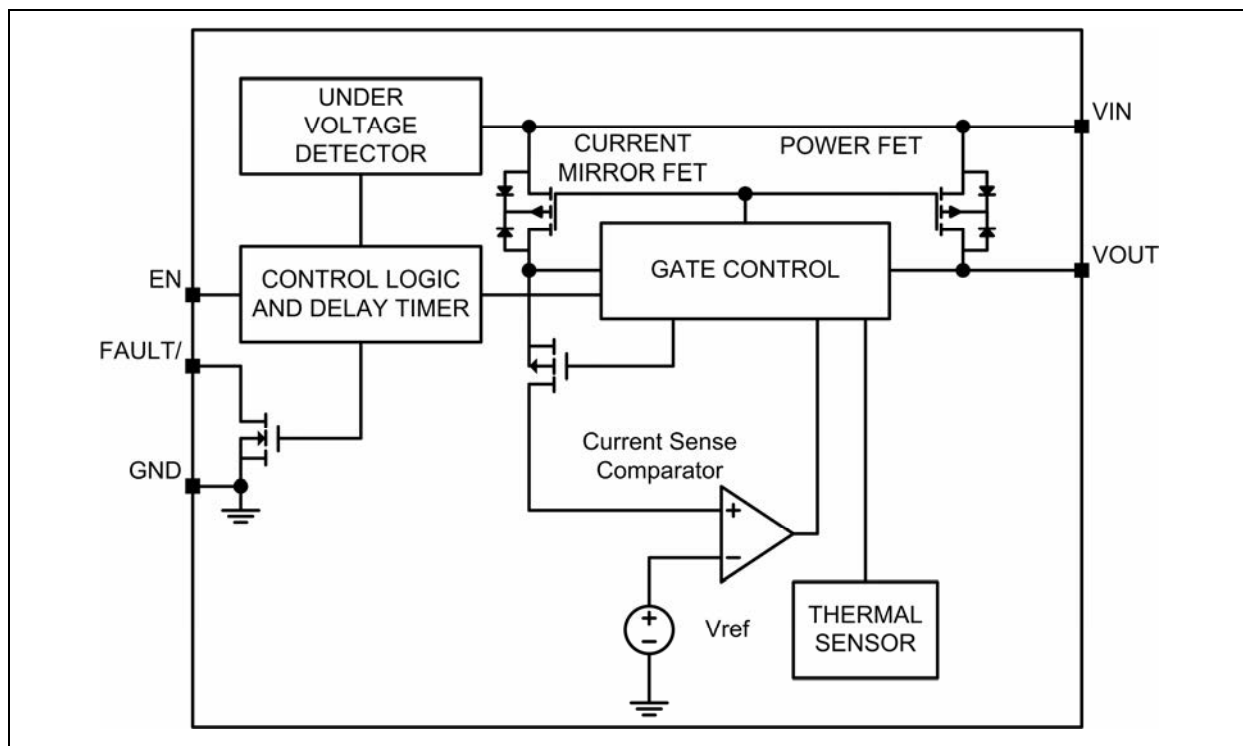 UNDER
VOLTAGE
DETECTOR
VIN
CURRENT
MIRROR FET
POWER FET
VOUT
GATE CONTROL
EN
CONTROL LOGIC
AND DELAY TIMER
FAULT/
GND
Current Sense
Comparator
+
−
+
−
Vref
THERMAL
SENSOR